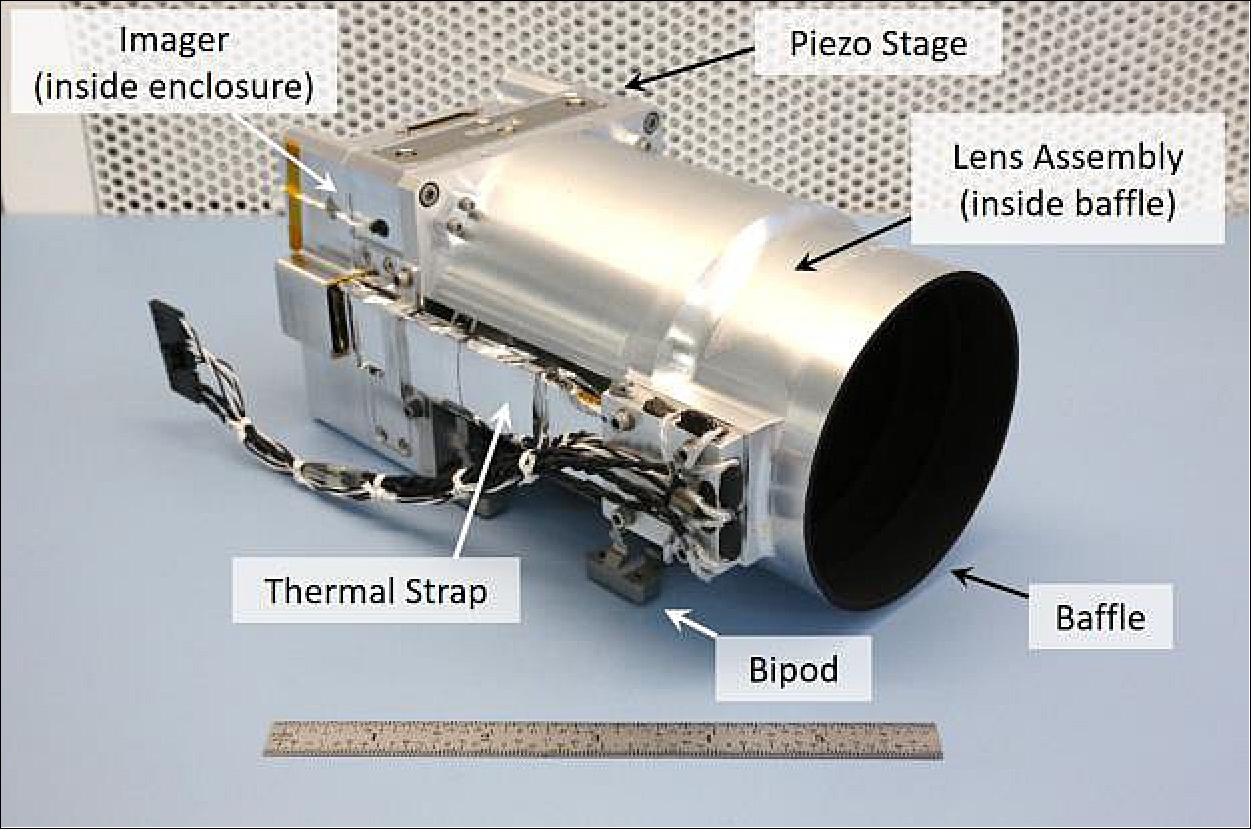 Imager
(inside enclosure)
Piezo Stage
Lens Assembly
(inside baffle)
Thermal Strap
Baffle
Bipod